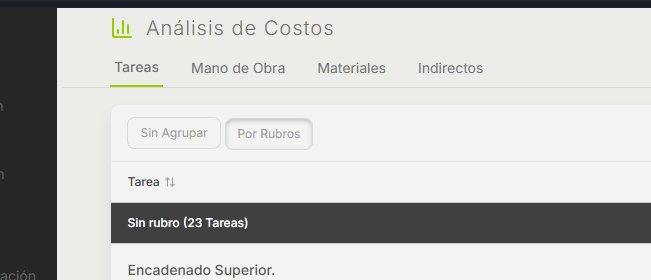 Análisis de Costos
Tareas Mano de Obra Materiales Indirectos
Sin Agrupar Por Rubros
Tarea
Sin rubro (23 Tareas)
Encadenado Superior.
ación